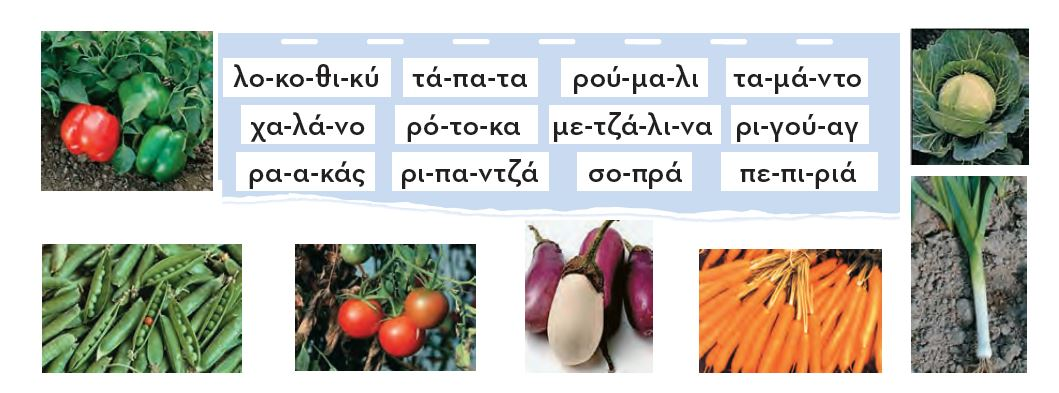 λο-κο-θι-κύ τά-πα-τα ρού-μα-λι τα-μά-ντο
χα-λά-νο ρό-το-κα με-τζά-λι-να ρι-γού-αγ
ρα-α-κάς ρι-πα-ντζά σο-πρά πε-πι-ριά